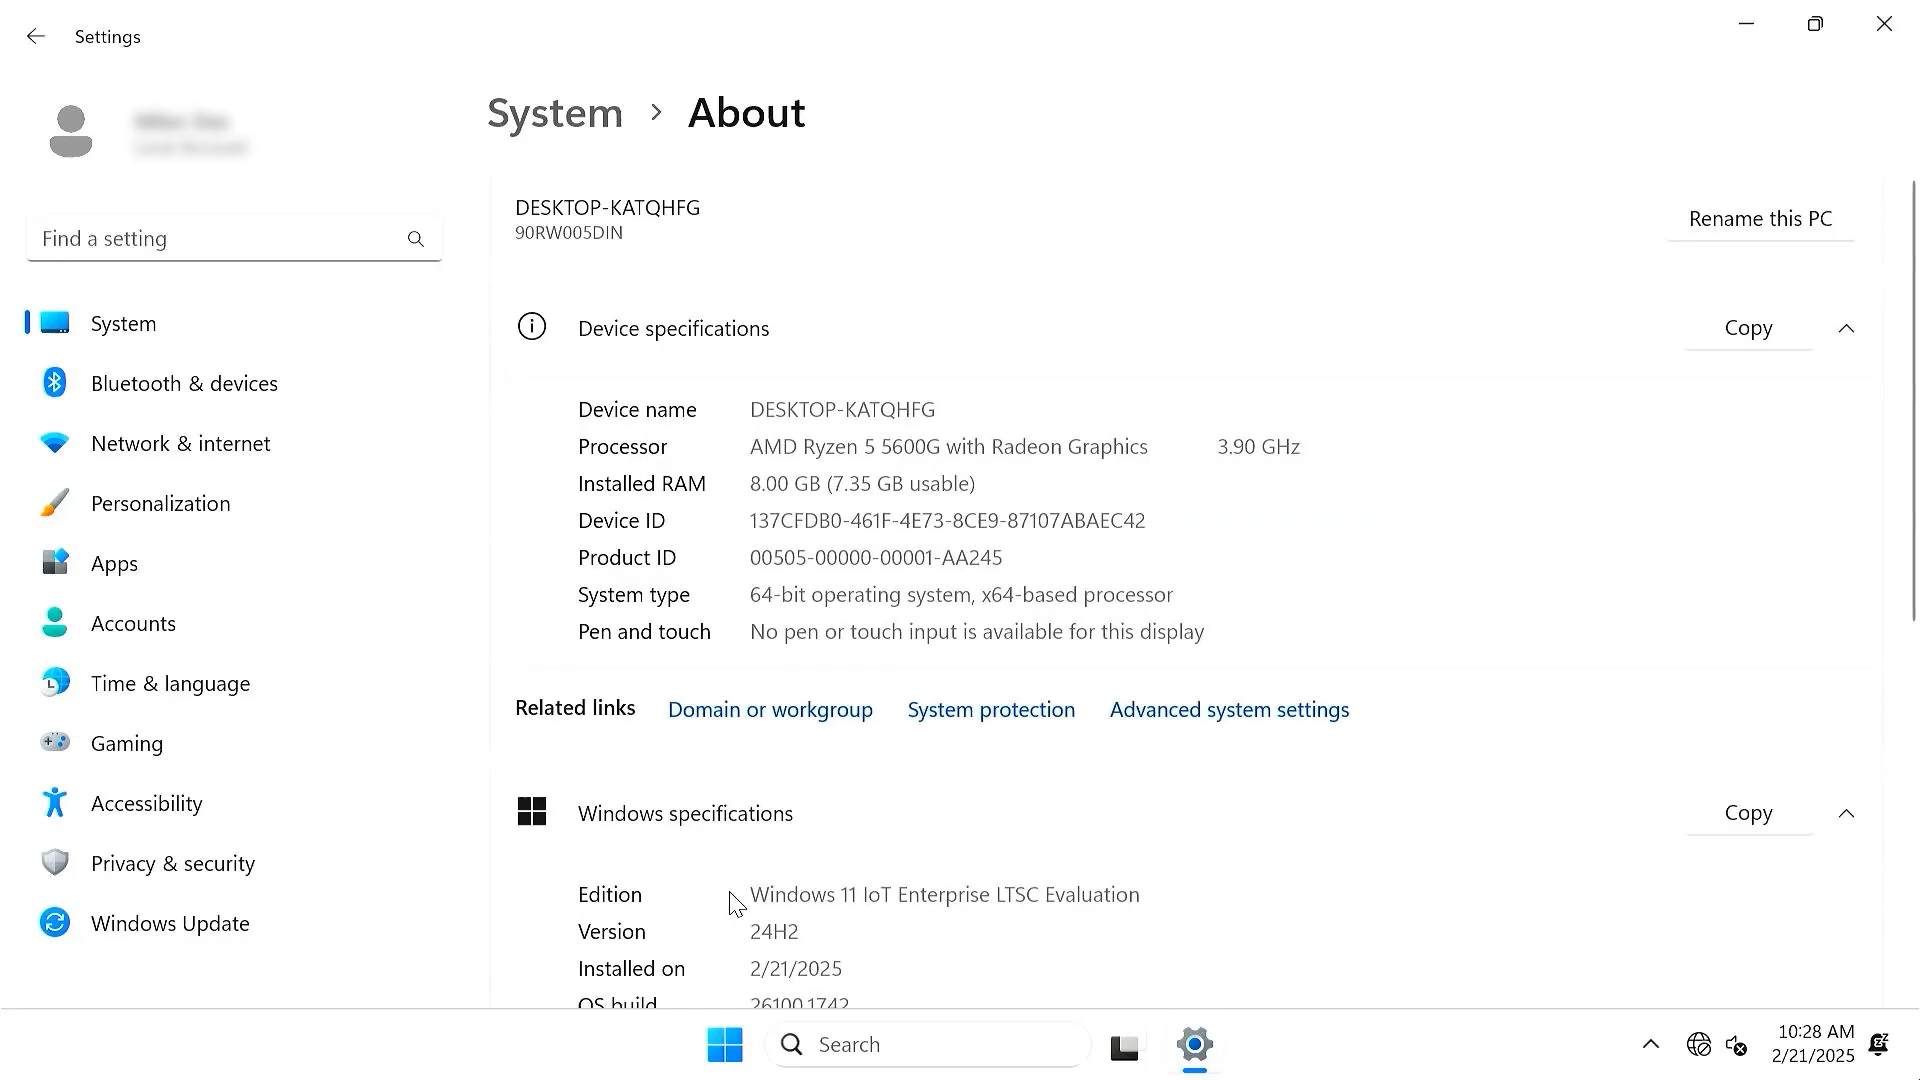 Settings
System > About
DESKTOP-KATQHFG
90RW005DIN
Rename this PC
Find a setting
System
Bluetooth & devices
Network & internet
Personalization
Apps
Accounts
Time & language
Gaming
Accessibility
Privacy & security
Windows Update
Device specifications
Copy
Device name DESKTOP-KATQHFG
Processor AMD Ryzen 5 5600G with Radeon Graphics 3.90 GHz
Installed RAM 8.00 GB (7.35 GB usable)
Device ID 137CFDB0-461F-4E73-8CE9-87107ABAEC42
Product ID 00505-00000-00001-AA245
System type 64-bit operating system, x64-based processor
Pen and touch No pen or touch input is available for this display
Related links Domain or workgroup System protection Advanced system settings
Windows specifications
Copy
Edition Windows 11 IoT Enterprise LTSC Evaluation
Version 24H2
Installed on 2/21/2025
OS build 26100.1742
Search
10:28 AM
2/21/2025